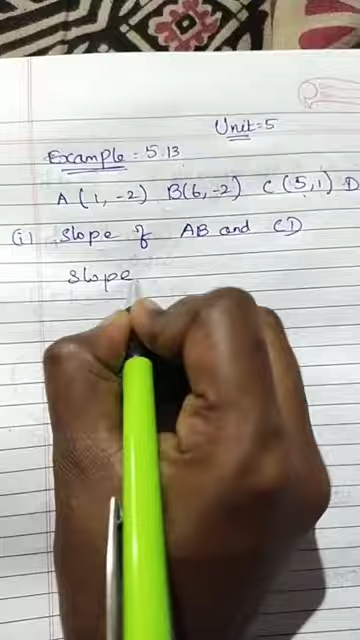 Unit=5
Example: 5.13
A (1, -2) B(6, -2) C (5, 1) D
(i) Slope of AB and CD
Slope